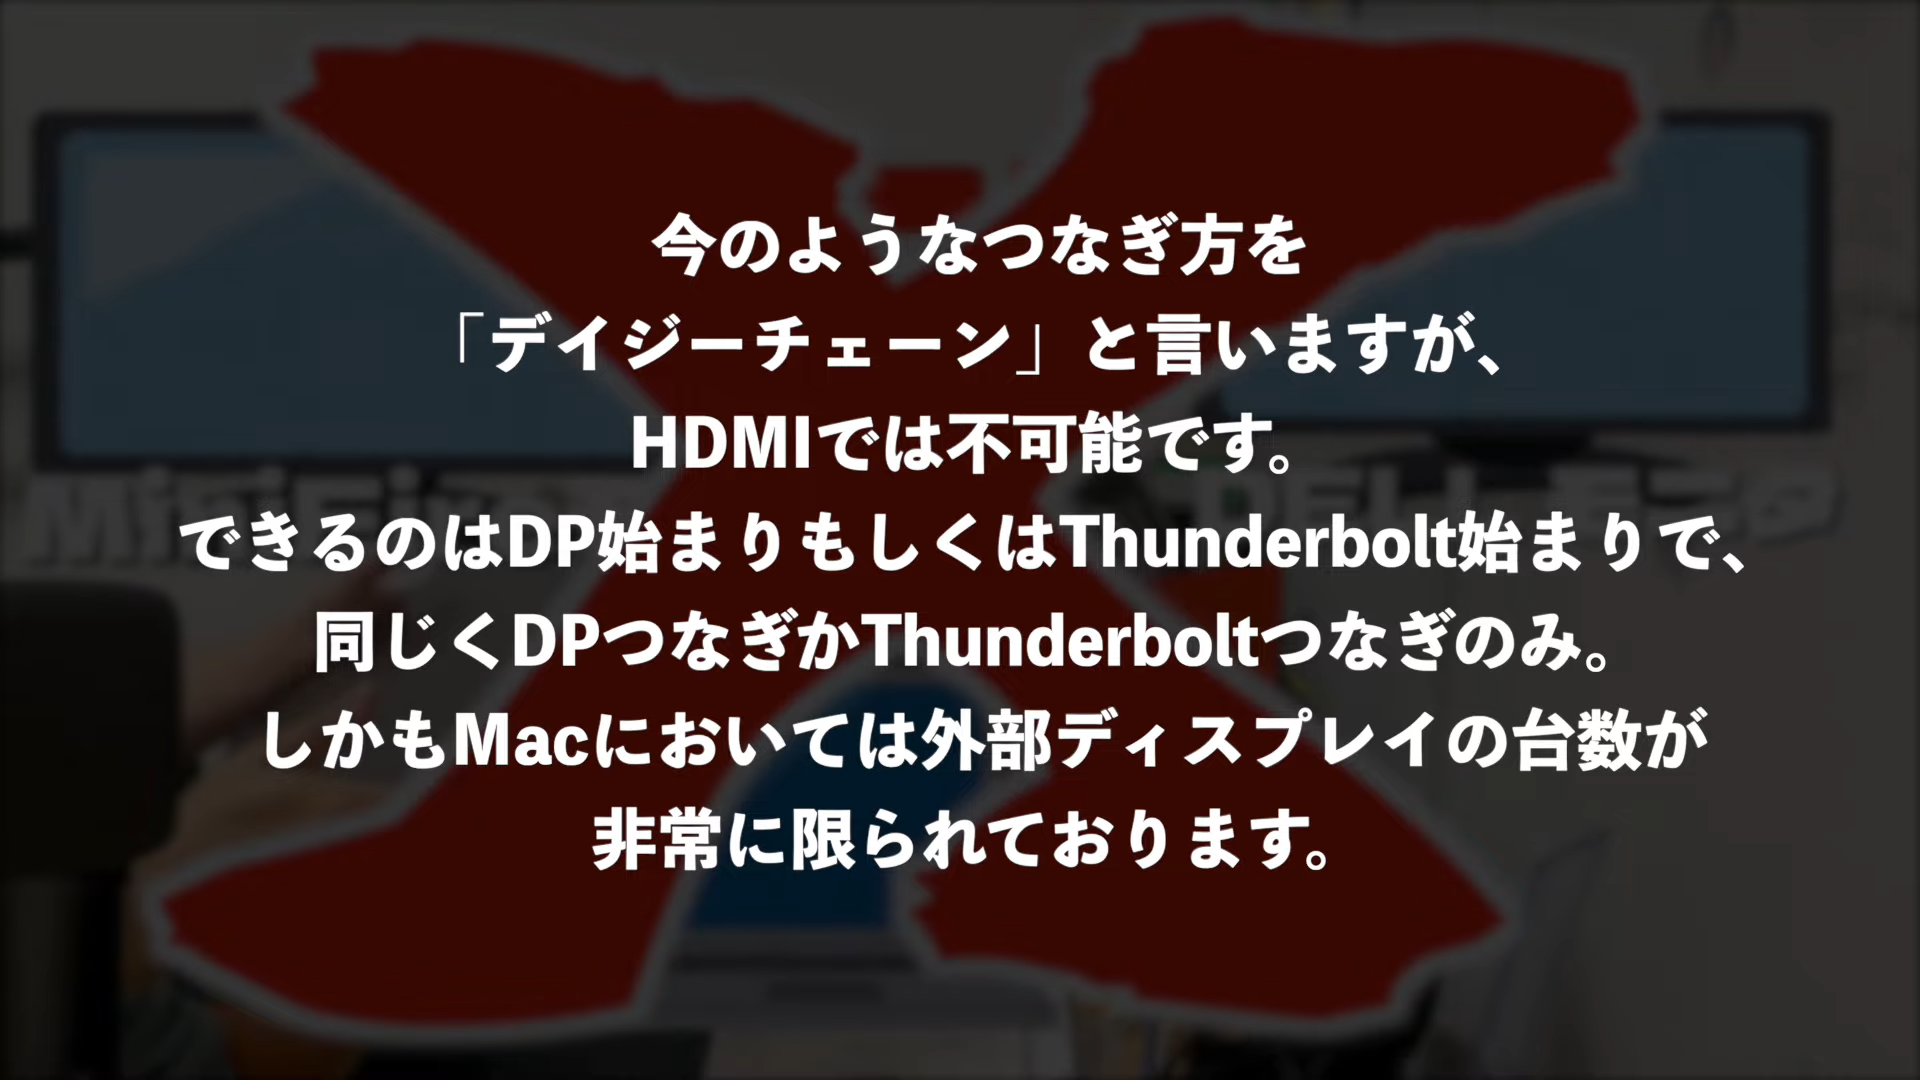 今のようなつなぎ方を
「デイジーチェーン」と言いますが、
HDMIでは不可能です。
できるのはDP始まりもしくはThunderbolt始まりで、
同じくDPつなぎかThunderboltつなぎのみ。
しかもMacにおいては外部ディスプレイの台数が
非常に限られております。